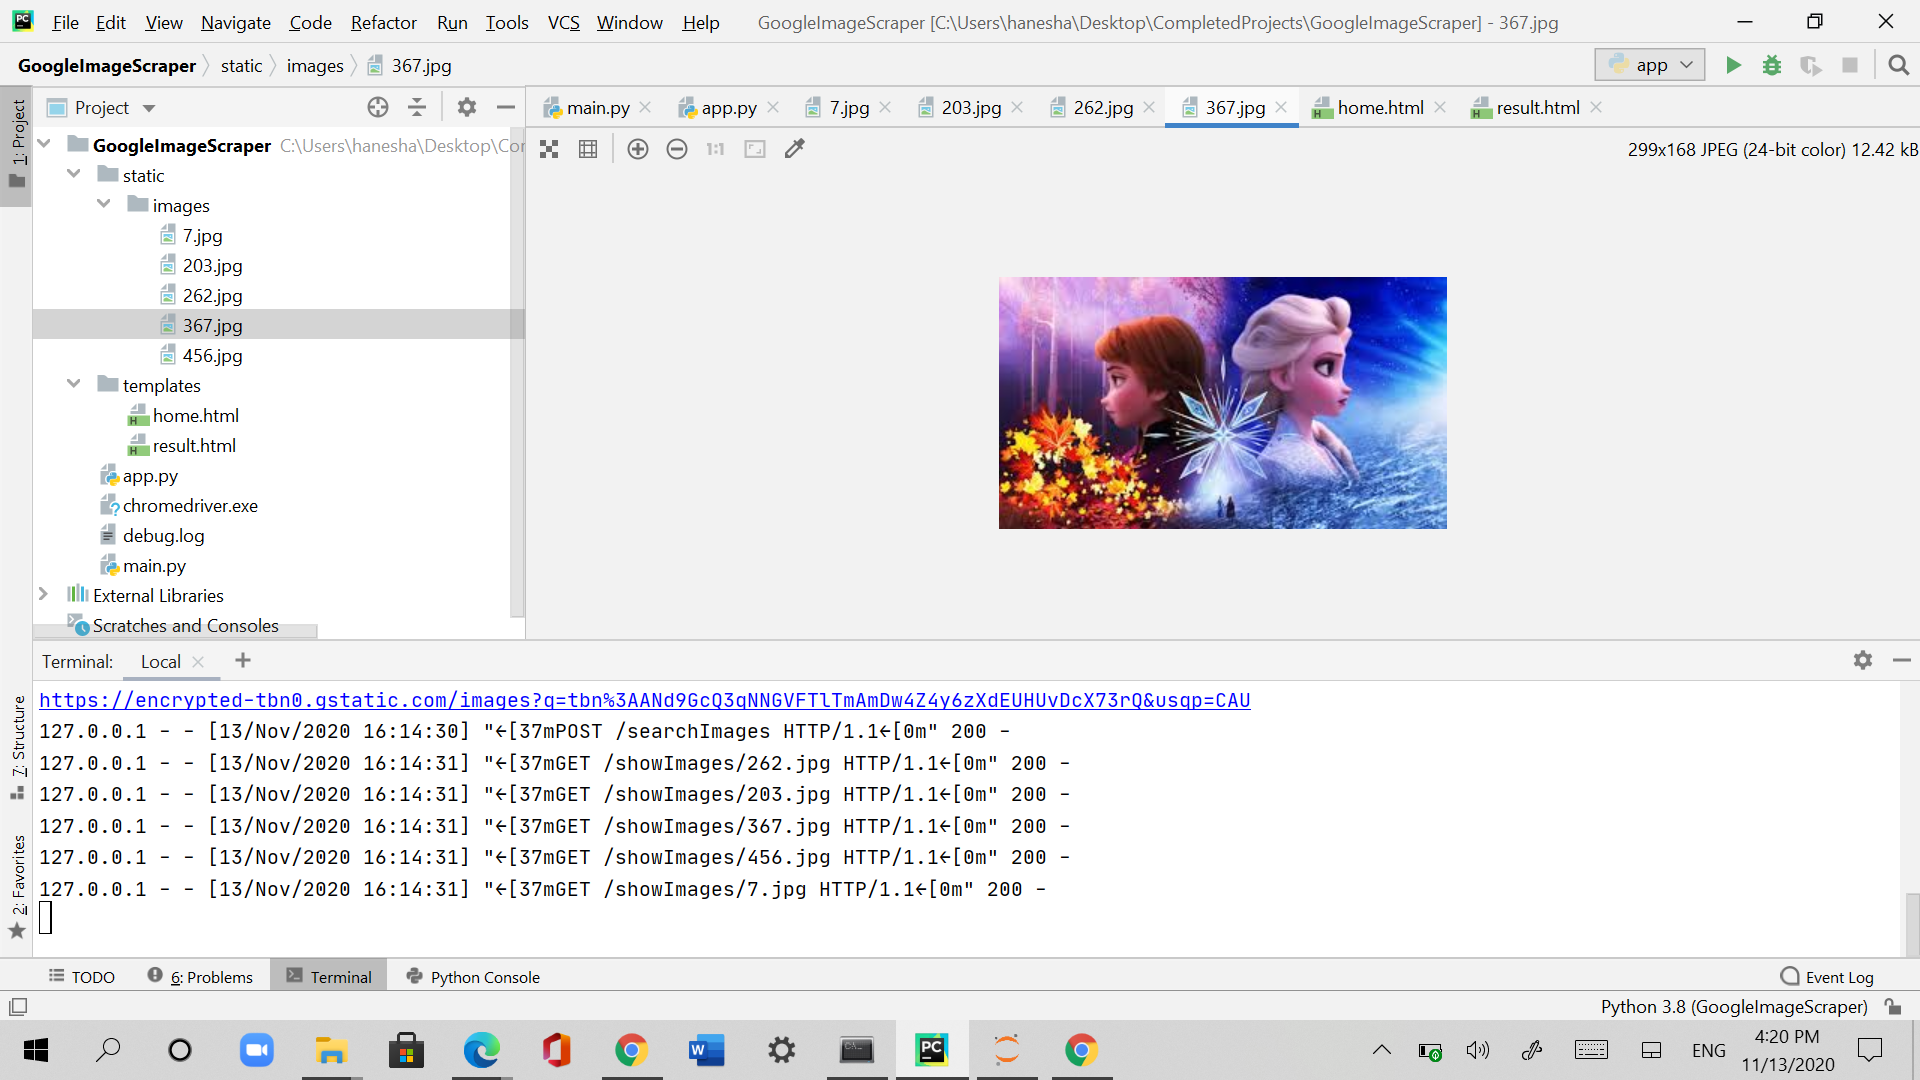 File Edit View Navigate Code Refactor Run Tools VCS Window Help GoogleImageScraper [C:\Users\hanesha\Desktop\CompletedProjects\GoogleImageScraper] - 367.jpg
GoogleImageScraper static images 367.jpg app
1: Project
Project
main.py app.py 7.jpg 203.jpg 262.jpg 367.jpg home.html result.html
1:1 299x168 JPEG (24-bit color) 12.42 kB
GoogleImageScraper C:\Users\hanesha\Desktop\Cor
static
images
7.jpg
203.jpg
262.jpg
367.jpg
456.jpg
templates
home.html
result.html
app.py
chromedriver.exe
debug.log
main.py
External Libraries
Scratches and Consoles
Terminal: Local
7: Structure
2: Favorites
https://encrypted-tbn0.gstatic.com/images?q=tbn%3AANd9GcQ3qNNGVFTlTmAmDw4Z4y6zXdEUHUvDcX73rQ&usqp=CAU
127.0.0.1 - - [13/Nov/2020 16:14:30] "←[37mPOST /searchImages HTTP/1.1←[0m" 200 -
127.0.0.1 - - [13/Nov/2020 16:14:31] "←[37mGET /showImages/262.jpg HTTP/1.1←[0m" 200 -
127.0.0.1 - - [13/Nov/2020 16:14:31] "←[37mGET /showImages/203.jpg HTTP/1.1←[0m" 200 -
127.0.0.1 - - [13/Nov/2020 16:14:31] "←[37mGET /showImages/367.jpg HTTP/1.1←[0m" 200 -
127.0.0.1 - - [13/Nov/2020 16:14:31] "←[37mGET /showImages/456.jpg HTTP/1.1←[0m" 200 -
127.0.0.1 - - [13/Nov/2020 16:14:31] "←[37mGET /showImages/7.jpg HTTP/1.1←[0m" 200 -
TODO 6: Problems Terminal Python Console Event Log
Python 3.8 (GoogleImageScraper)
ENG 4:20 PM
11/13/2020